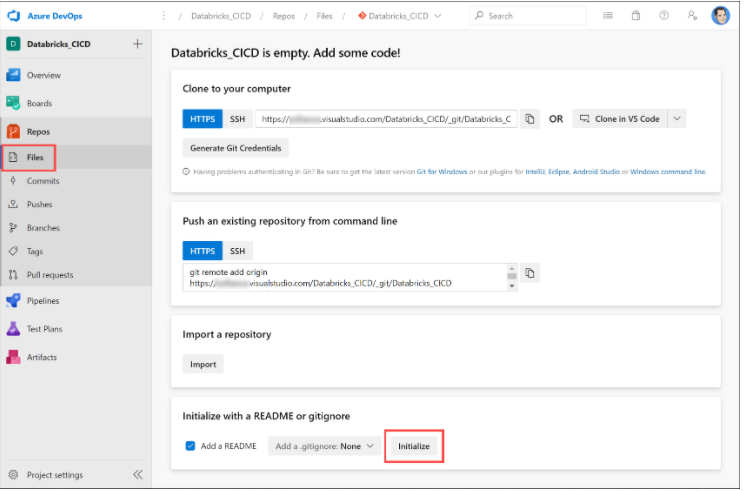 Azure DevOps
/ Databricks_CICD / Repos / Files / Databricks_CICD
Search
D Databricks_CICD
Overview
Boards
Repos
Files
Commits
Pushes
Branches
Tags
Pull requests
Pipelines
Test Plans
Artifacts
Project settings
Databricks_CICD is empty. Add some code!
Clone to your computer
HTTPS SSH https:// .visualstudio.com/Databricks_CICD/_git/Databricks_C OR Clone in VS Code
Generate Git Credentials
Having problems authenticating in Git? Be sure to get the latest version Git for Windows or our plugins for IntelliJ, Eclipse, Android Studio or Windows command line.
Push an existing repository from command line
HTTPS SSH
git remote add origin
https:// .visualstudio.com/Databricks_CICD/_git/Databricks_CICD
Import a repository
Import
Initialize with a README or gitignore
Add a README Add a .gitignore: None Initialize